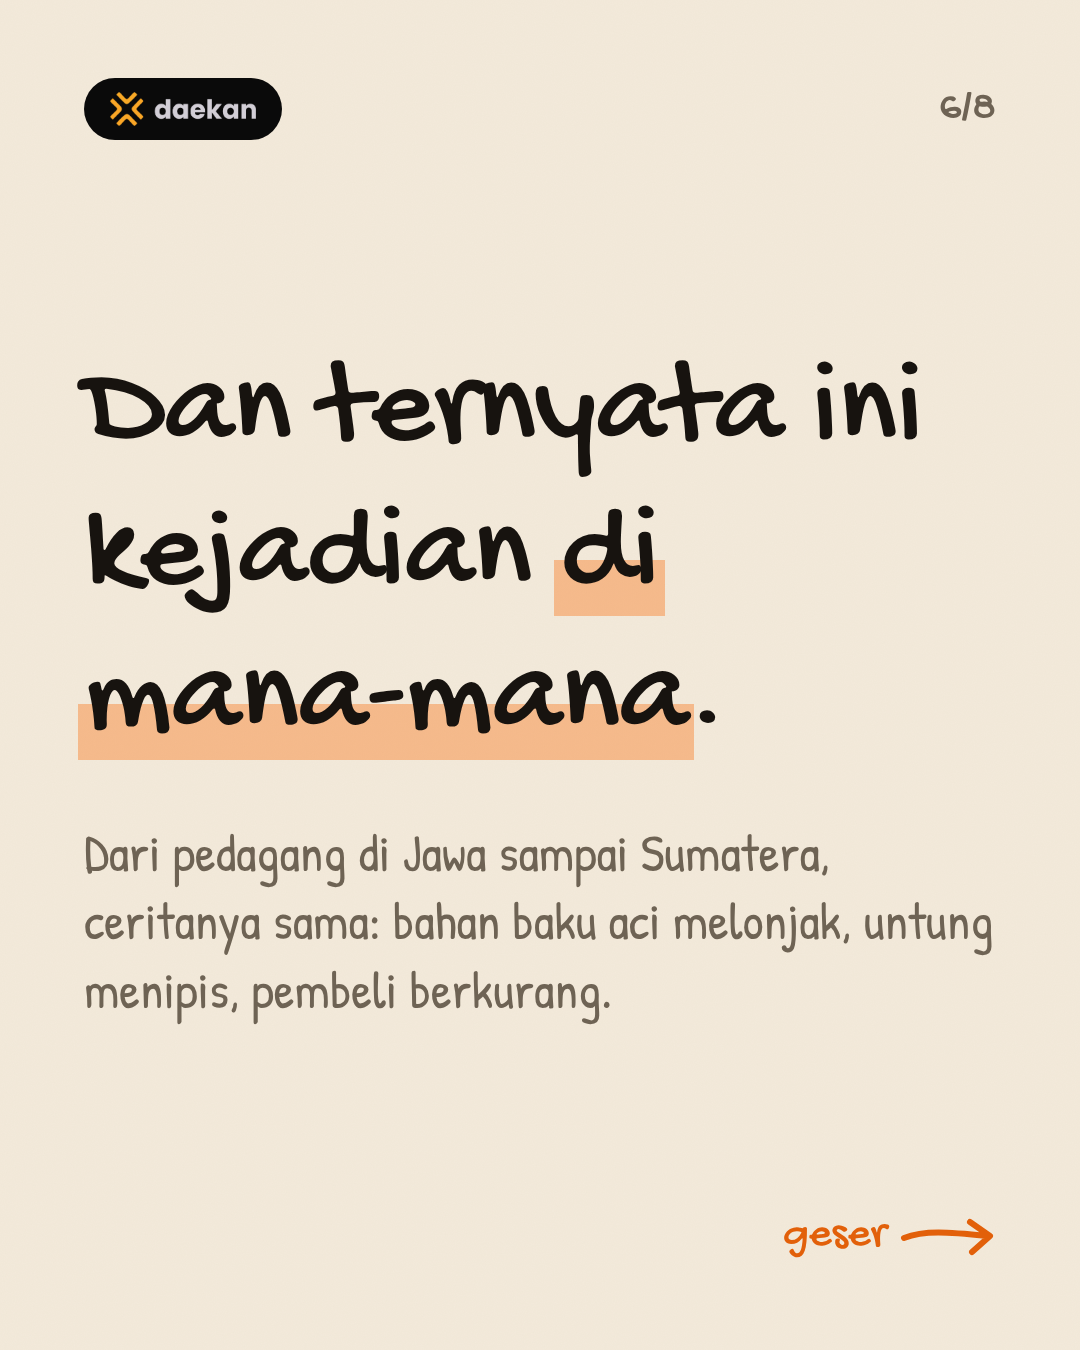 daekan
6/8
Dan ternyata ini
kejadian di
mana-mana.
Dari pedagang di Jawa sampai Sumatera,
ceritanya sama: bahan baku aci melonjak, untung
menipis, pembeli berkurang.
geser